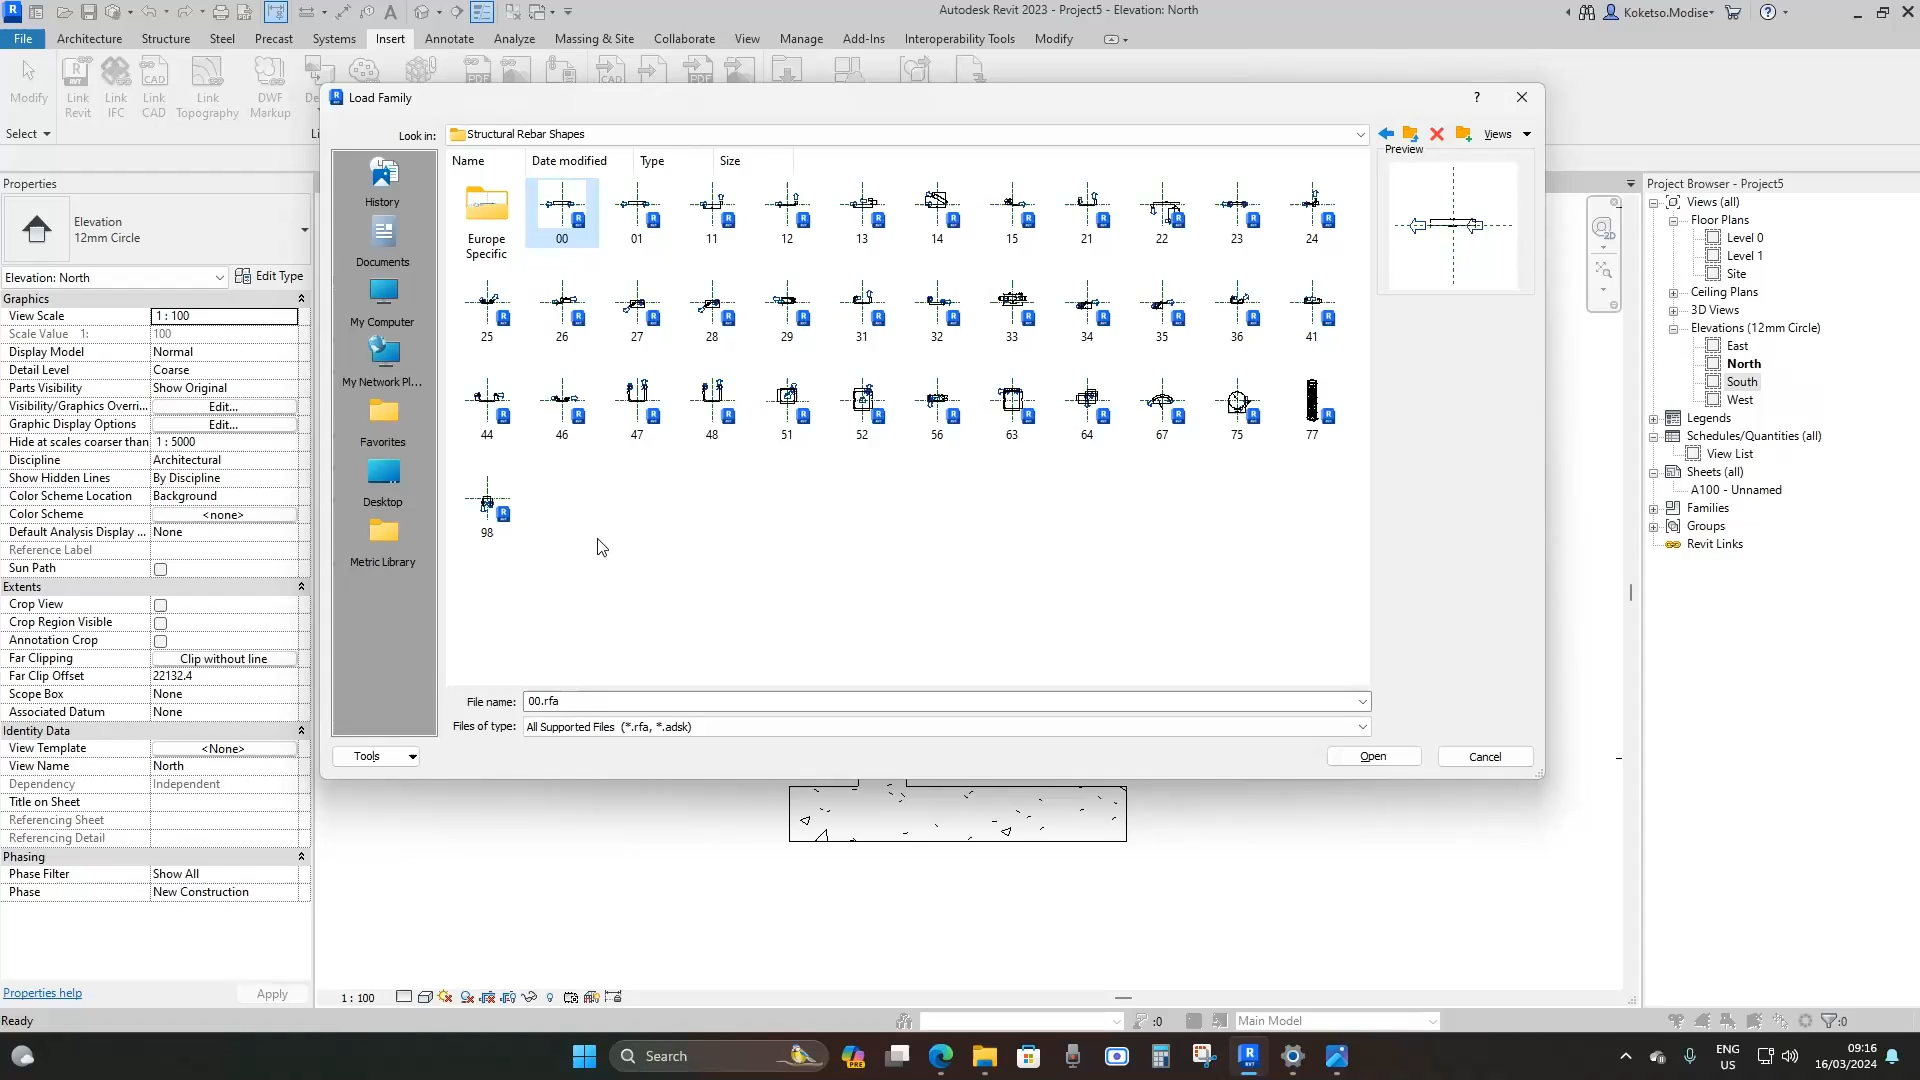 Autodesk Revit 2023 - Project5 - Elevation: North
Koketso.Modise
File
Architecture
Structure
Steel
Precast
Systems
Insert
Annotate
Analyze
Massing & Site
Collaborate
View
Manage
Add-Ins
Interoperability Tools
Modify
Modify
Link Revit
Link IFC
Link CAD
Link Topography
DWF Markup
Select
Load Family
Look in:
Structural Rebar Shapes
Views
Name
Date modified
Type
Size
Preview
History
Documents
My Computer
My Network Pl...
Favorites
Desktop
Metric Library
Europe Specific
00
01
11
12
13
14
15
21
22
23
24
25
26
27
28
29
31
32
33
34
35
36
41
44
46
47
48
51
52
56
63
64
67
75
77
98
File name:
00.rfa
Files of type:
All Supported Files (*.rfa, *.adsk)
Tools
Open
Cancel
Properties
Elevation
12mm Circle
Elevation: North
Edit Type
Graphics
View Scale 1 : 100
Scale Value 1: 100
Display Model Normal
Detail Level Coarse
Parts Visibility Show Original
Visibility/Graphics Overri... Edit...
Graphic Display Options Edit...
Hide at scales coarser than 1 : 5000
Discipline Architectural
Show Hidden Lines By Discipline
Color Scheme Location Background
Color Scheme <none>
Default Analysis Display ... None
Reference Label
Sun Path
Extents
Crop View
Crop Region Visible
Annotation Crop
Far Clipping Clip without line
Far Clip Offset 22132.4
Scope Box None
Associated Datum None
Identity Data
View Template <None>
View Name North
Dependency Independent
Title on Sheet
Referencing Sheet
Referencing Detail
Phasing
Phase Filter Show All
Phase New Construction
Properties help
Apply
Project Browser - Project5
Views (all)
Floor Plans
Level 0
Level 1
Site
Ceiling Plans
3D Views
Elevations (12mm Circle)
East
North
South
West
Legends
Schedules/Quantities (all)
View List
Sheets (all)
A100 - Unnamed
Families
Groups
Revit Links
1 : 100
Ready
:0
Main Model
:0
Search
ENG
US
09:16
16/03/2024